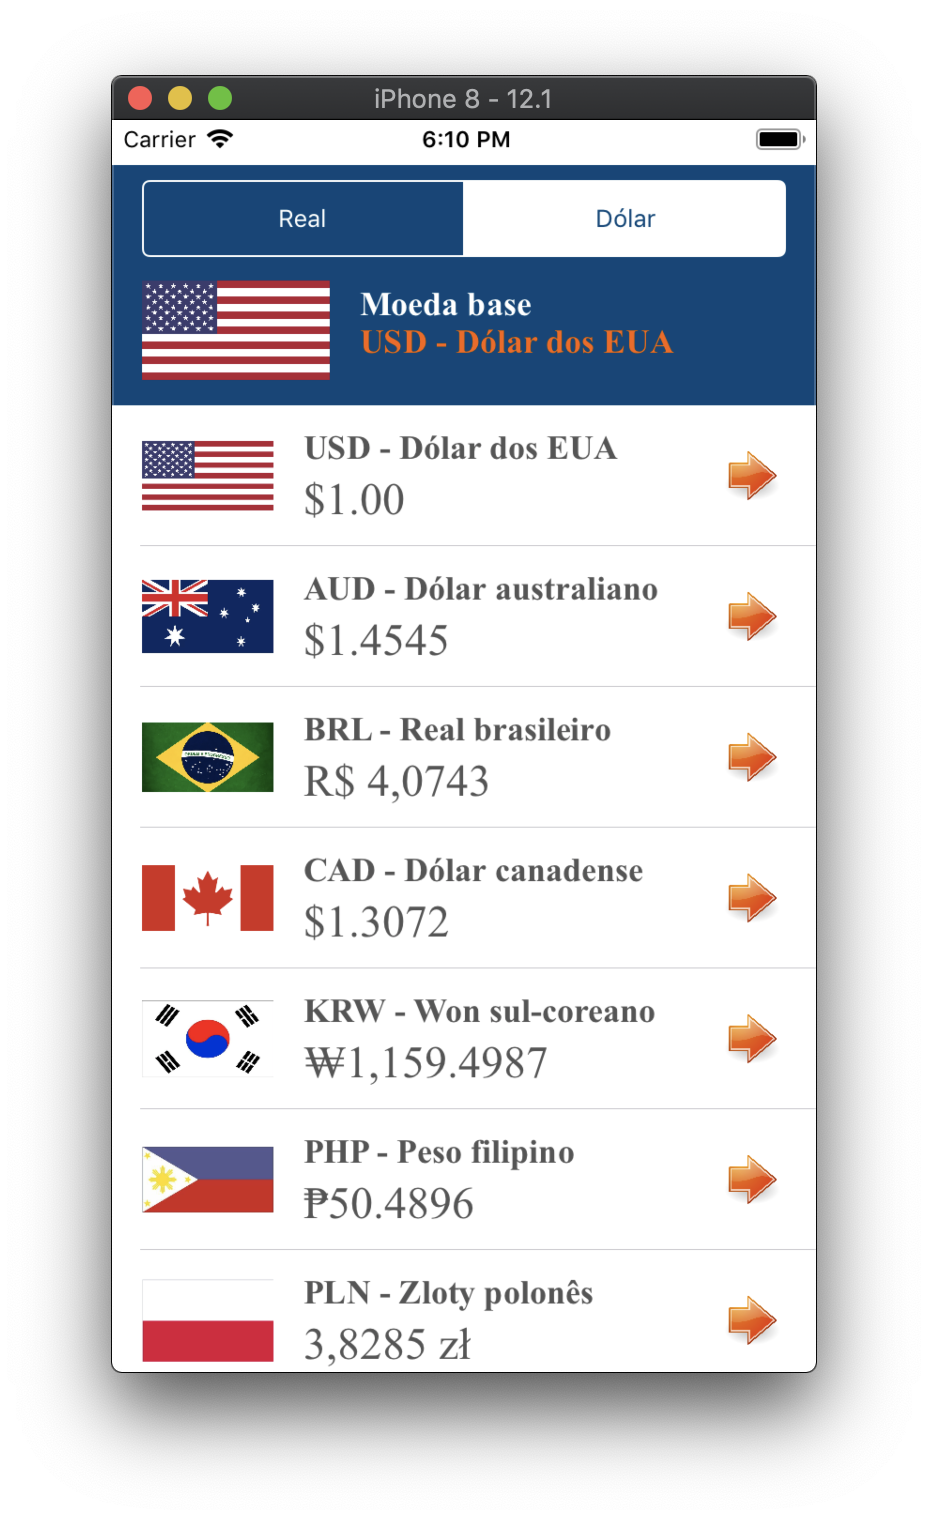 iPhone 8 - 12.1
Carrier 6:10 PM
Real Dólar
Moeda base
USD - Dólar dos EUA
USD - Dólar dos EUA
$1.00
AUD - Dólar australiano
$1.4545
BRL - Real brasileiro
R$ 4,0743
CAD - Dólar canadense
$1.3072
KRW - Won sul-coreano
₩1,159.4987
PHP - Peso filipino
₱50.4896
PLN - Zloty polonês
3,8285 zł